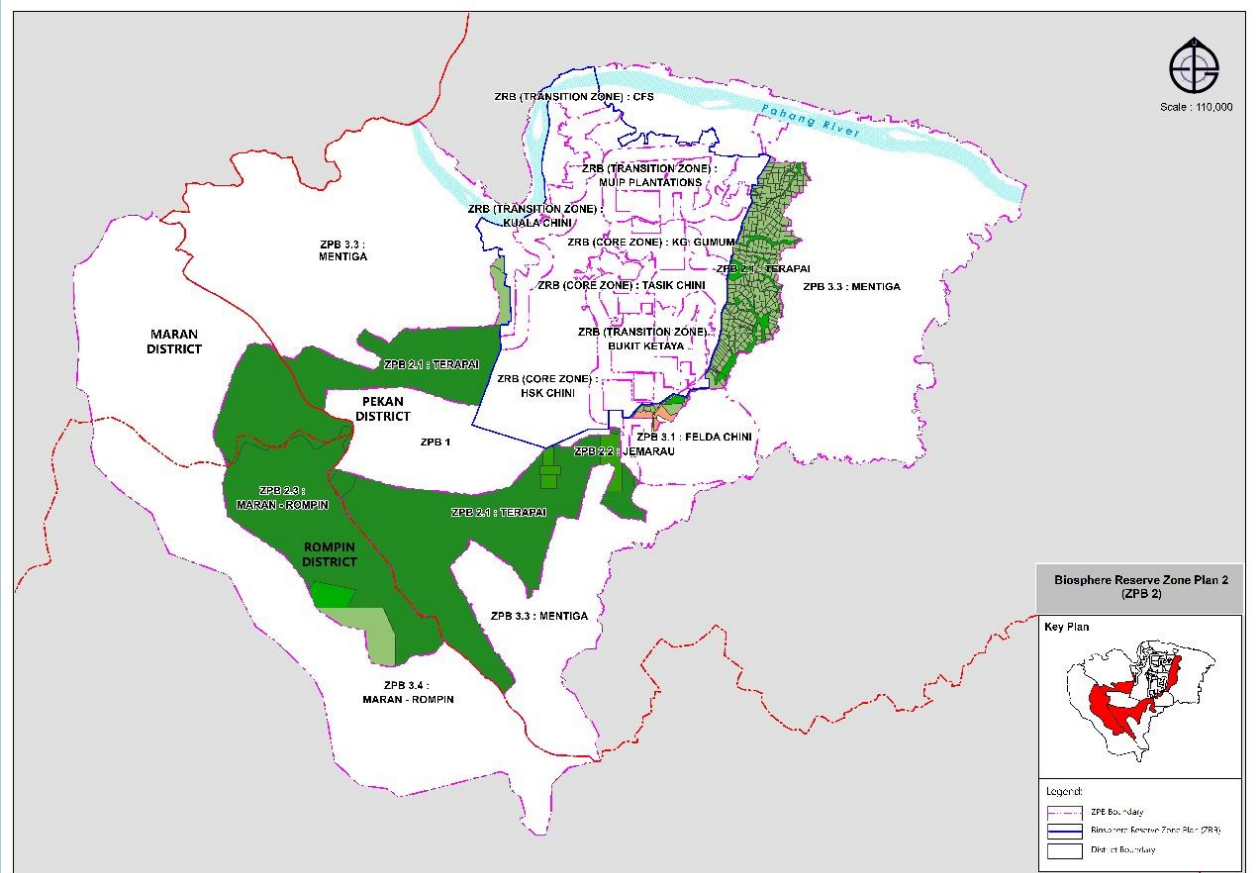 Scale : 110,000
ZRB (TRANSITION ZONE) : CFS
Pahang River
ZRB (TRANSITION ZONE) :
MUIP PLANTATIONS
ZRB (TRANSITION ZONE) :
KUALA CHINI
ZPB 3.3 :
MENTIGA
ZRB (CORE ZONE) : KG. GUMUM
ZPB 2.1 : TERAPAI
ZRB (CORE ZONE) : TASIK CHINI
ZPB 3.3 : MENTIGA
MARAN
DISTRICT
ZRB (TRANSITION ZONE)
BUKIT KETAYA
ZPB 2.1 : TERAPAI
ZRB (CORE ZONE) :
HSK CHINI
PEKAN
DISTRICT
ZPB 1
ZPB 3.1 : FELDA CHINI
ZPB 2.2 : JEMARAU
ZPB 2.3 :
MARAN - ROMPIN
ZPB 2.1 : TERAPAI
ROMPIN
DISTRICT
ZPB 3.3 : MENTIGA
ZPB 3.4 :
MARAN - ROMPIN
Biosphere Reserve Zone Plan 2
(ZPB 2)
Key Plan
Legend:
ZPB Boundary
Biosphere Reserve Zone Plan (ZRB)
District Boundary